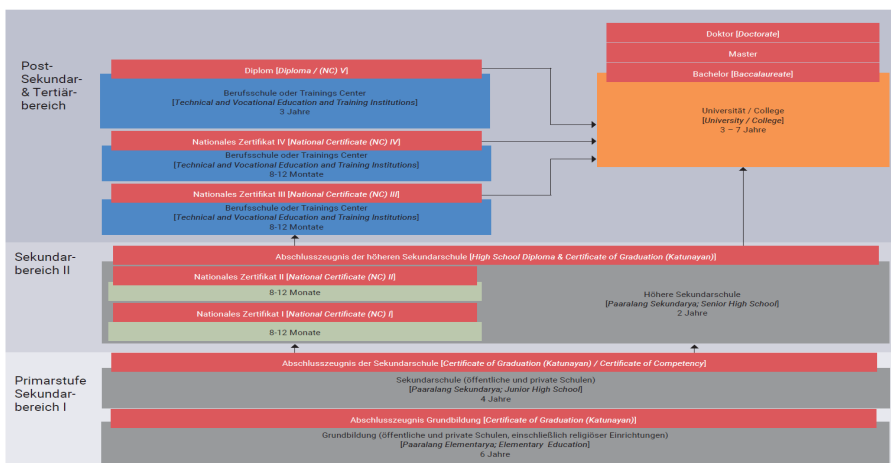 Post-
Sekundar-
& Tertiär-
bereich
Doktor [Doctorate]
Master
Bachelor [Baccalaureate]
Universität / College
[University / College]
3 – 7 Jahre
Diplom [Diploma / (NC) V]
Berufsschule oder Trainings Center
[Technical and Vocational Education and Training Institutions]
3 Jahre
Nationales Zertifikat IV [National Certificate (NC) IV]
Berufsschule oder Trainings Center
[Technical and Vocational Education and Training Institutions]
8-12 Montate
Nationales Zertifikat III [National Certificate (NC) III]
Berufsschule oder Trainings Center
[Technical and Vocational Education and Training Institutions]
8-12 Montate
Sekundar-
bereich II
Abschlusszeugnis der höheren Sekundarschule [High School Diploma & Certificate of Graduation (Katunayan)]
Nationales Zertifikat II [National Certificate (NC) II]
8-12 Monate
Nationales Zertifikat I [National Certificate (NC) I]
8-12 Monate
Höhere Sekundarschule
[Paaralang Sekundarya; Senior High School]
2 Jahre
Primarstufe
Sekundar-
bereich I
Abschlusszeugnis der Sekundarschule [Certificate of Graduation (Katunayan) / Certificate of Competency]
Sekundarschule (öffentliche und private Schulen)
[Paaralang Sekundarya; Junior High School]
4 Jahre
Abschlusszeugnis Grundbildung [Certificate of Graduation (Katunayan)]
Grundbildung (öffentliche und private Schulen, einschließlich religiöser Einrichtungen)
[Paaralang Elementarya; Elementary Education]
6 Jahre